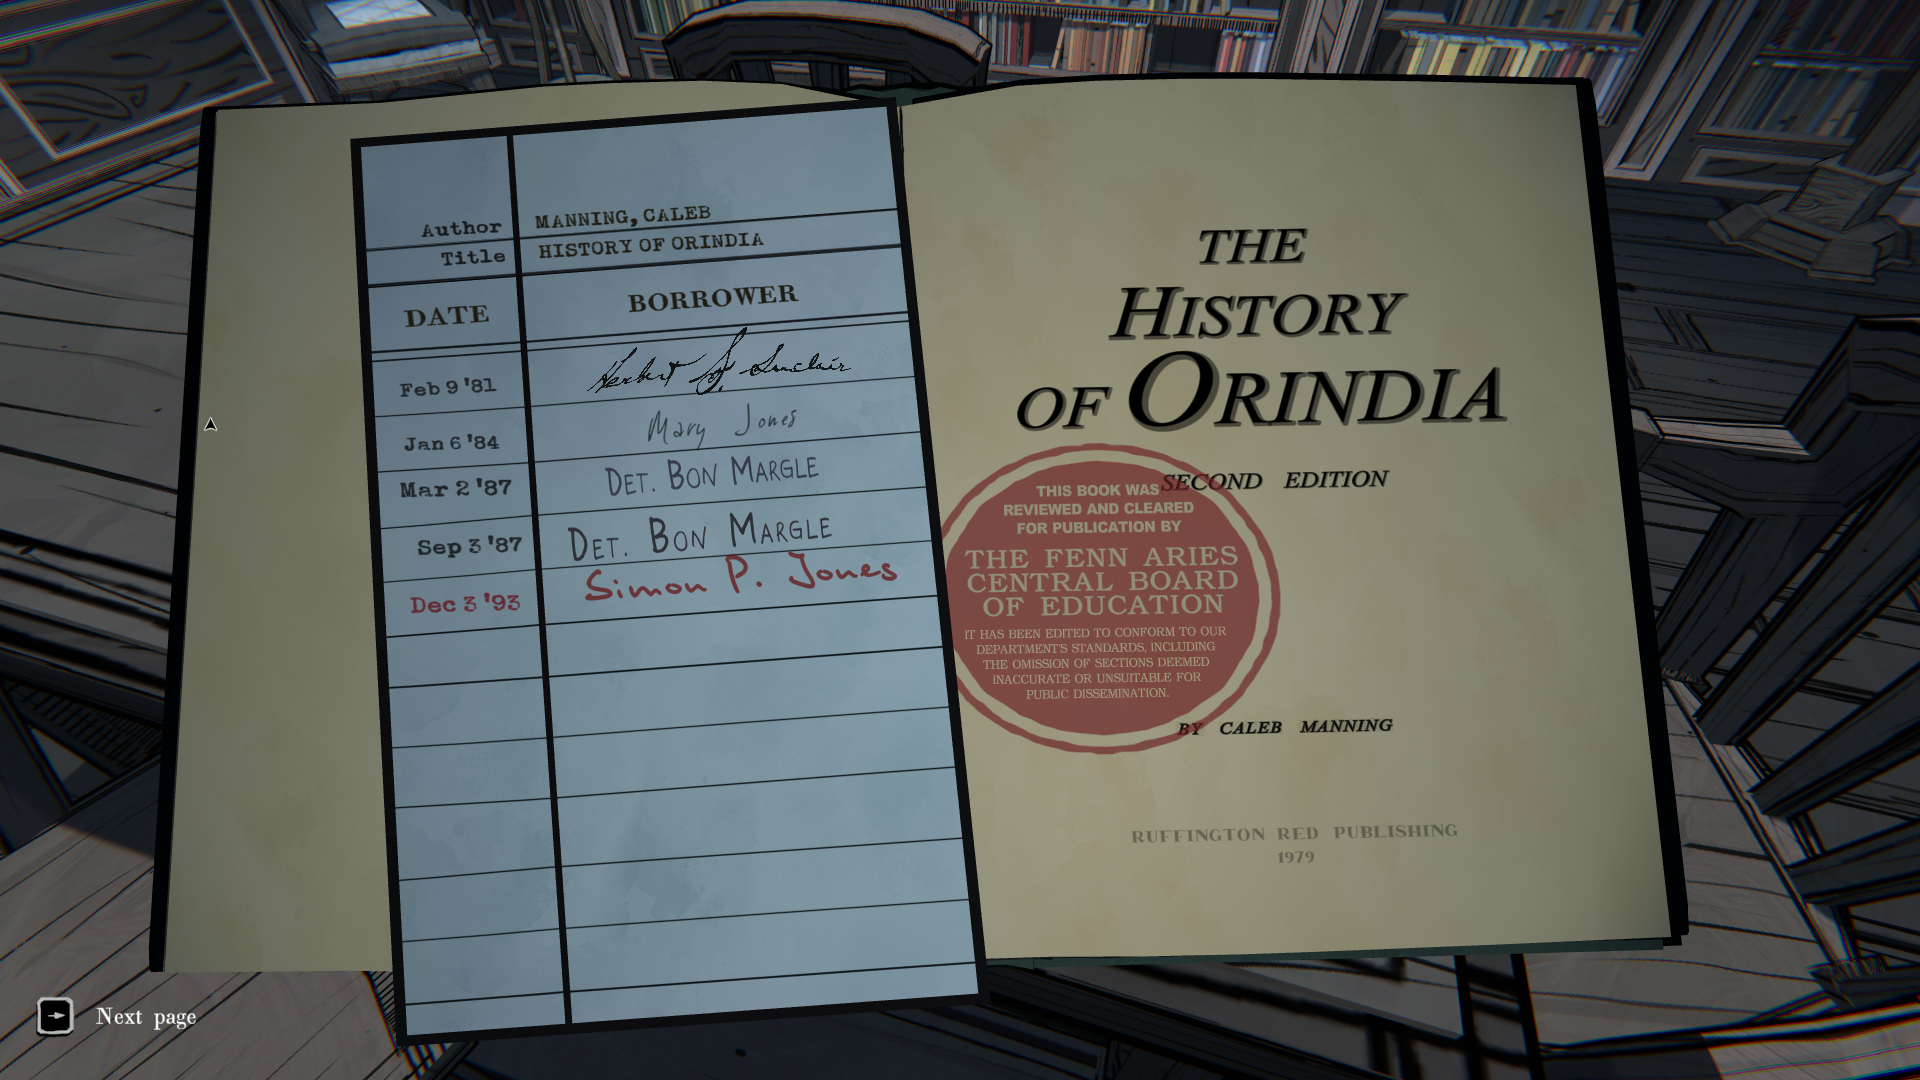 Author MANNING, CALEB
Title HISTORY OF ORINDIA
DATE BORROWER
Feb 9 '81 Herbert S. Sinclair
Jan 6 '84 Mary Jones
Mar 2 '87 DET. BON MARGLE
Sep 3 '87 DET. BON MARGLE
Dec 3 '93 Simon P. Jones
THE
HISTORY
OF ORINDIA
SECOND EDITION
THIS BOOK WAS
REVIEWED AND CLEARED
FOR PUBLICATION BY
THE FENN ARIES
CENTRAL BOARD
OF EDUCATION
IT HAS BEEN EDITED TO CONFORM TO OUR
DEPARTMENT'S STANDARDS, INCLUDING
THE OMISSION OF SECTIONS DEEMED
INACCURATE OR UNSUITABLE FOR
PUBLIC DISSEMINATION.
BY CALEB MANNING
RUFFINGTON RED PUBLISHING
1979
Next page